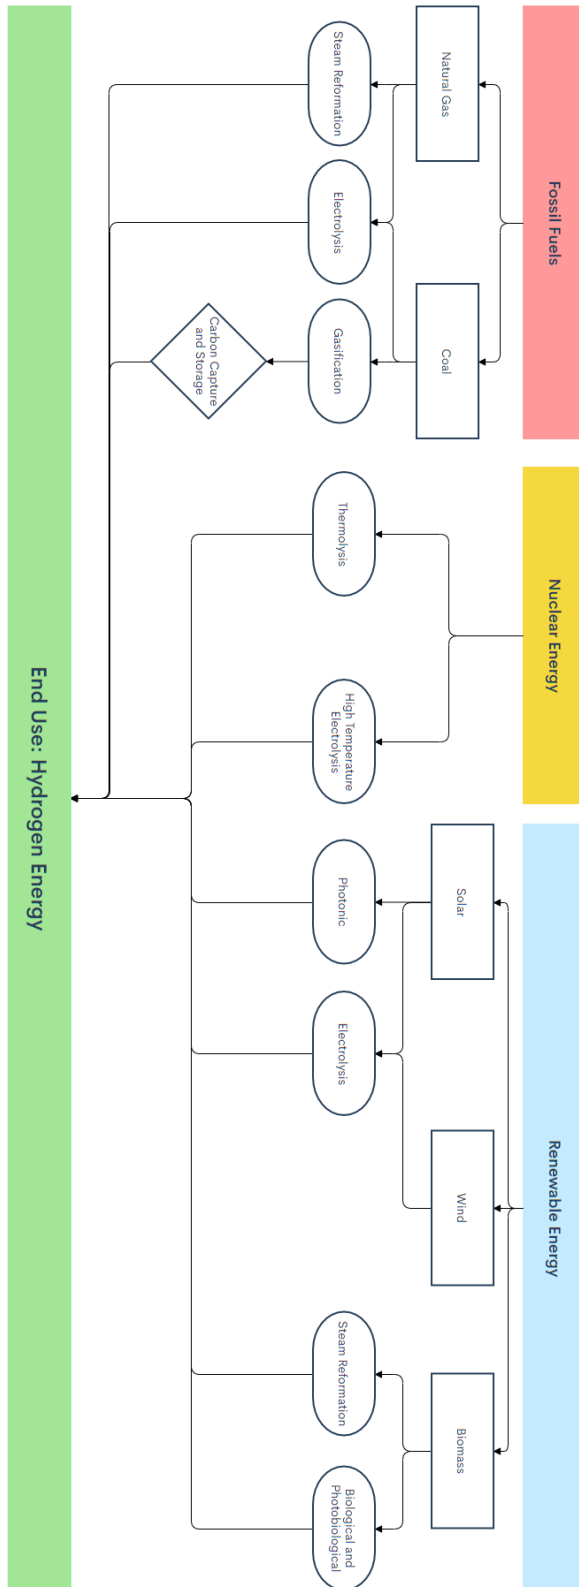 Fossil Fuels
Nuclear Energy
Renewable Energy
Natural Gas
Coal
Solar
Wind
Biomass
Steam Reformation
Electrolysis
Gasification
Thermolysis
High Temperature
Electrolysis
Photonic
Electrolysis
Steam Reformation
Biological and
Photobiological
Carbon Capture
and Storage
End Use: Hydrogen Energy